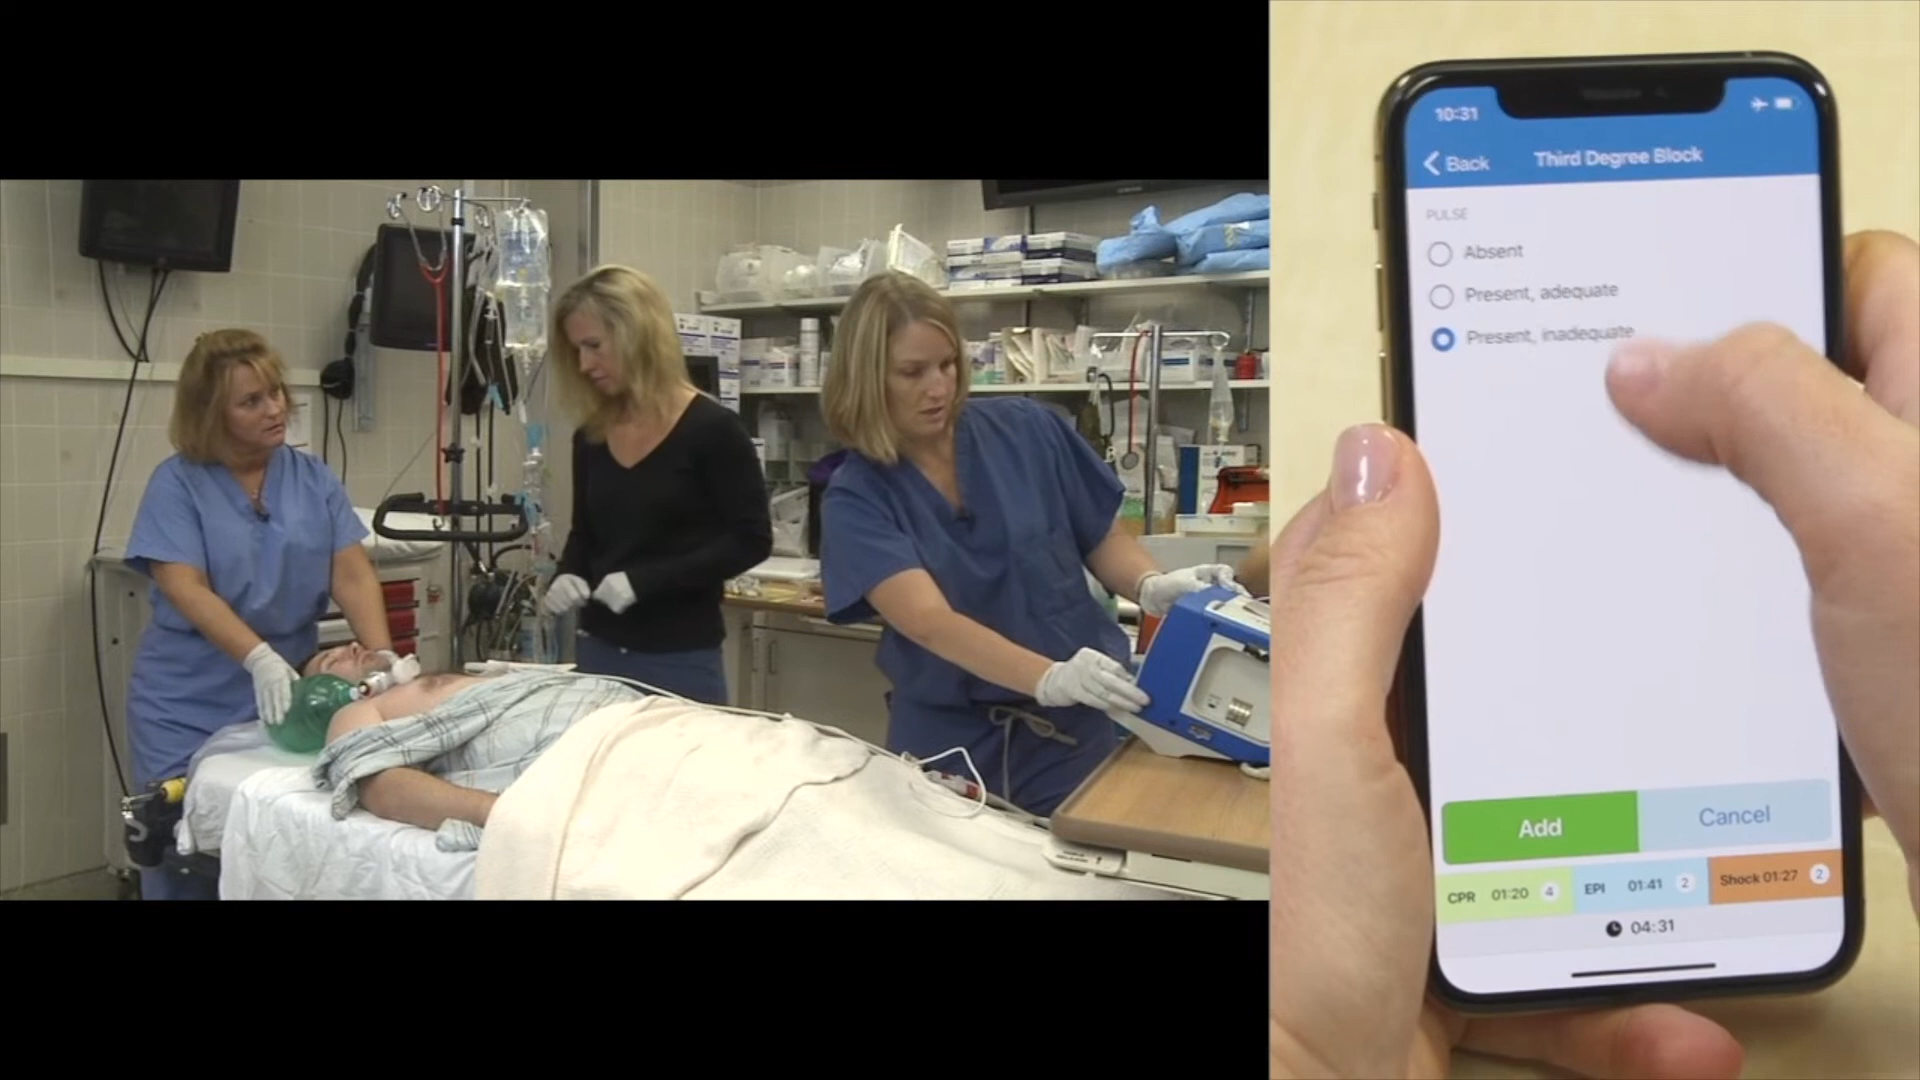 10:31
Back
Third Degree Block
PULSE
Absent
Present, adequate
Present, inadequate
Add
Cancel
CPR 01:20 4
EPI 01:41 2
Shock 01:27 2
04:31